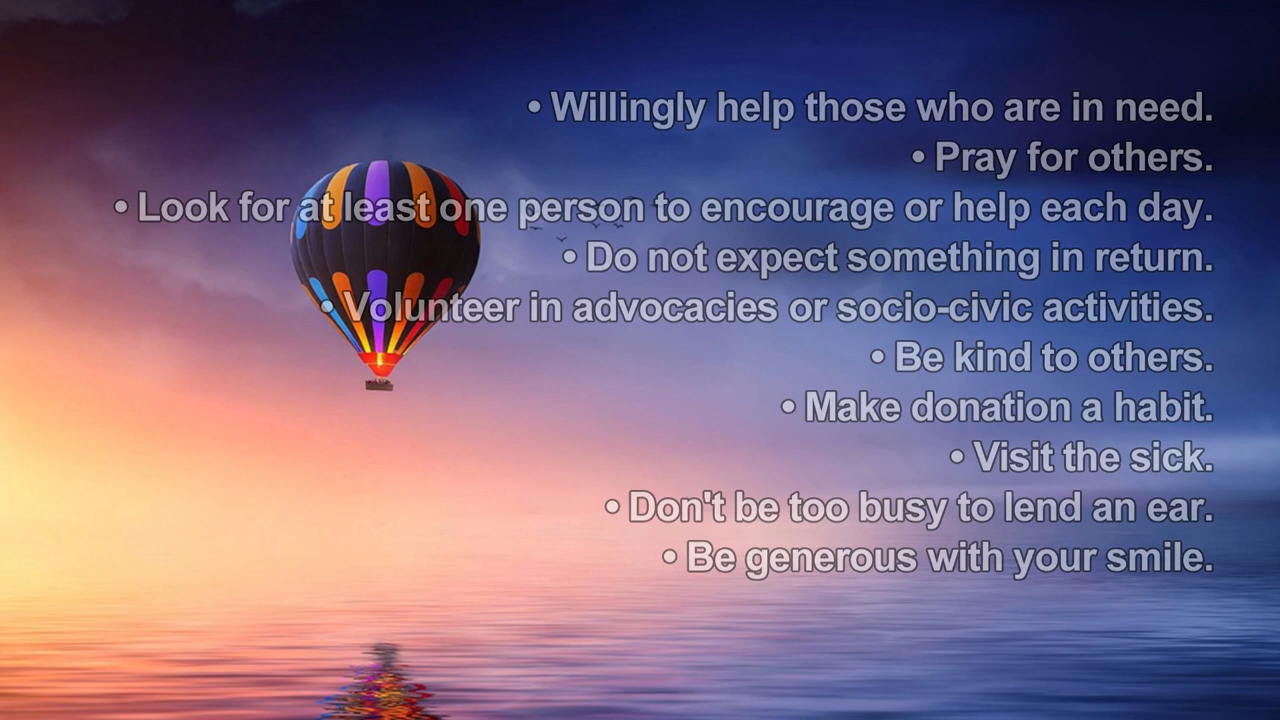 • Willingly help those who are in need.
• Pray for others.
• Look for at least one person to encourage or help each day.
• Do not expect something in return.
• Volunteer in advocacies or socio-civic activities.
• Be kind to others.
• Make donation a habit.
• Visit the sick.
• Don't be too busy to lend an ear.
• Be generous with your smile.